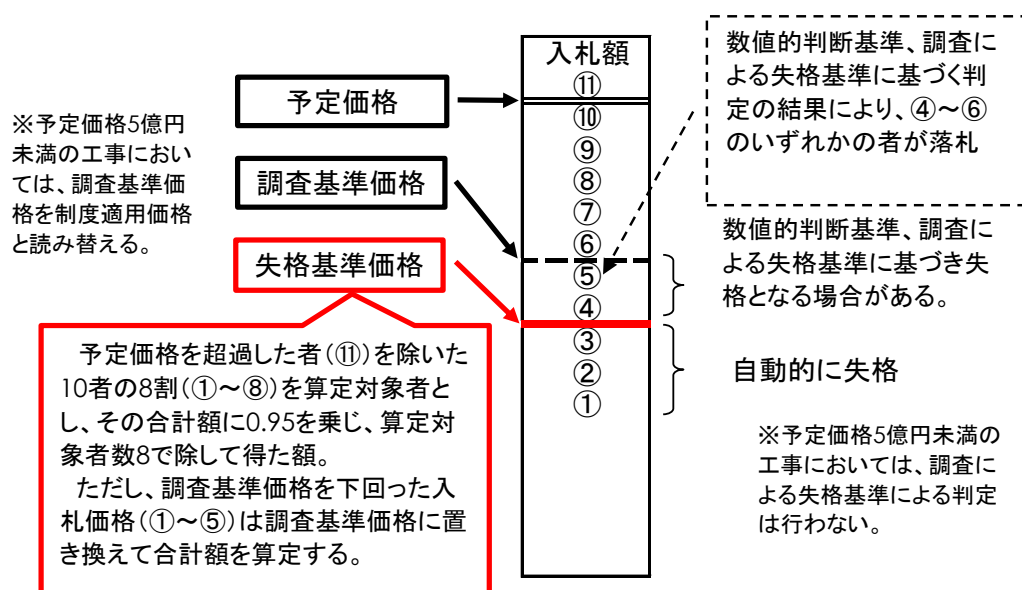 ※予定価格5億円
未満の工事におい
ては、調査基準価
格を制度適用価格
と読み替える。
予定価格
調査基準価格
失格基準価格
予定価格を超過した者(⑪)を除いた
10者の8割(①～⑧)を算定対象者と
し、その合計額に0.95を乗じ、算定対
象者数8で除して得た額。
ただし、調査基準価格を下回った入
札価格(①～⑤)は調査基準価格に置
き換えて合計額を算定する。
入札額
⑪
⑩
⑨
⑧
⑦
⑥
⑤
④
③
②
①
数値的判断基準、調査に
よる失格基準に基づく判
定の結果により、④～⑥
のいずれかの者が落札
数値的判断基準、調査に
よる失格基準に基づき失
格となる場合がある。
自動的に失格
※予定価格5億円未満の
工事においては、調査に
よる失格基準による判定
は行わない。